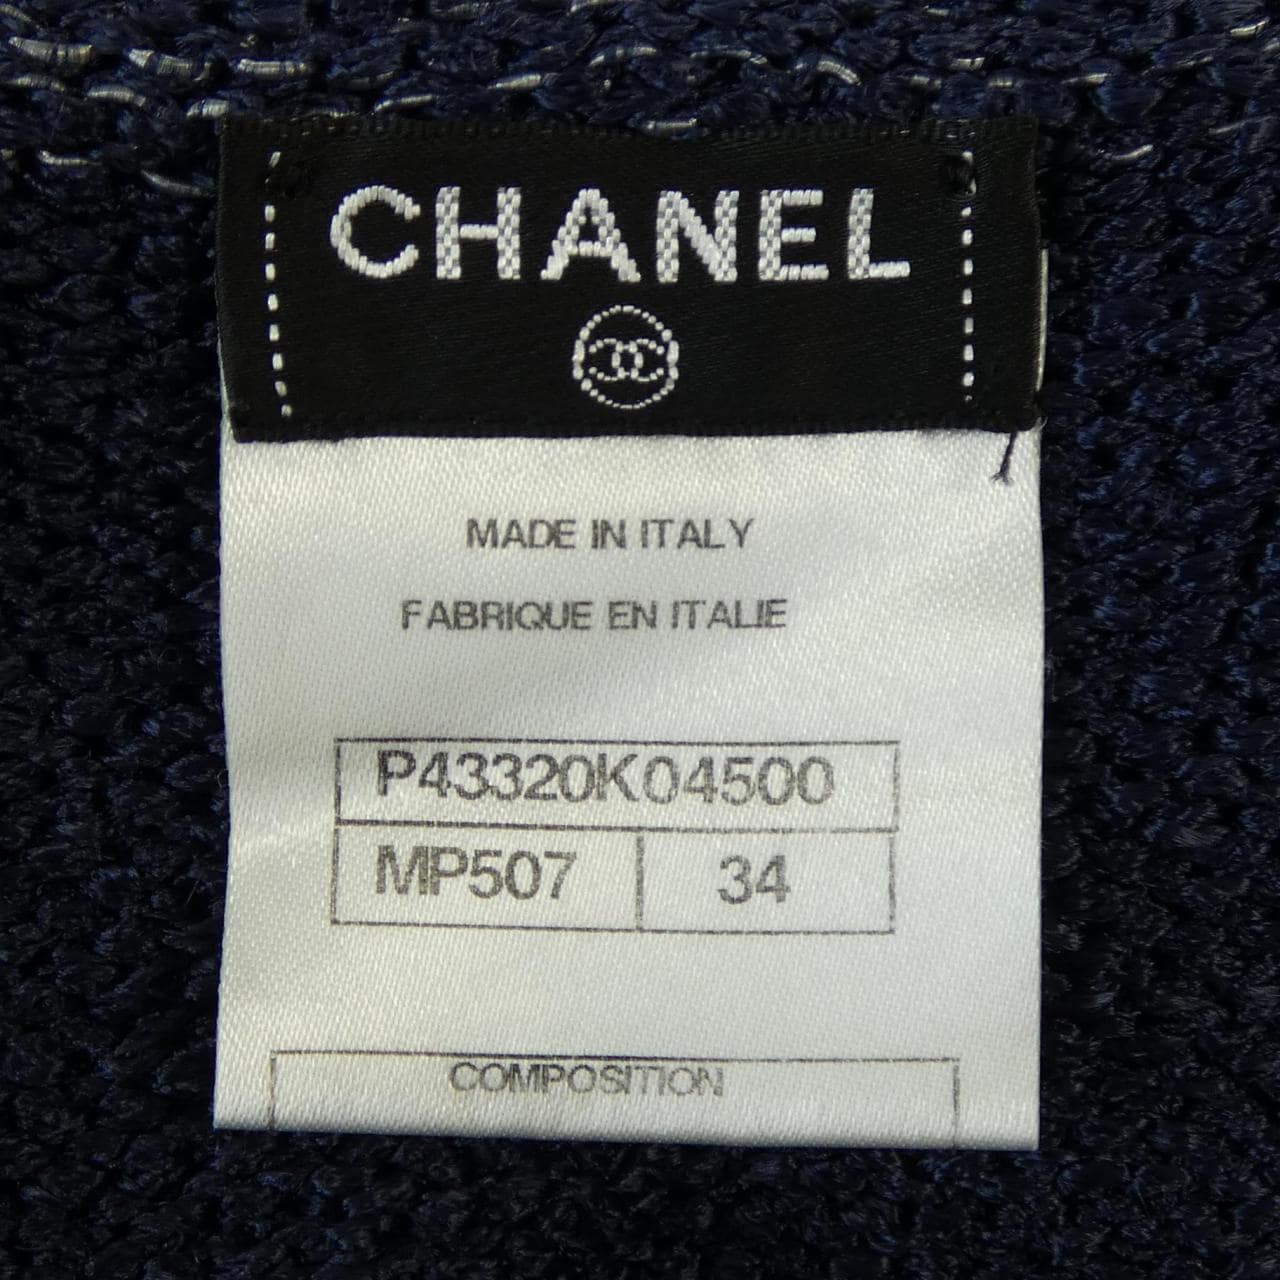 CHANEL
MADE IN ITALY
FABRIQUE EN ITALIE
P43320K04500
MP507 34
COMPOSITION